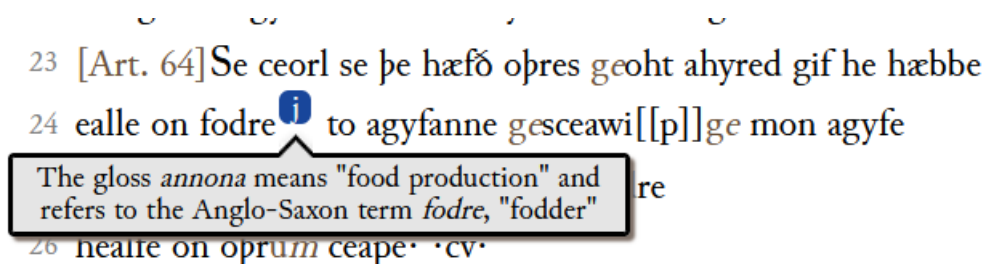 23 [Art. 64]Se ceorl se þe hæfð oþres geoht ahyred gif he hæbbe
24 ealle on fodre j to agyfanne gesceawi[[p]]ge mon agyfe
The gloss annona means "food production" and
refers to the Anglo-Saxon term fodre, "fodder"
re
26 healfe on oþrum ceape· ·cv·